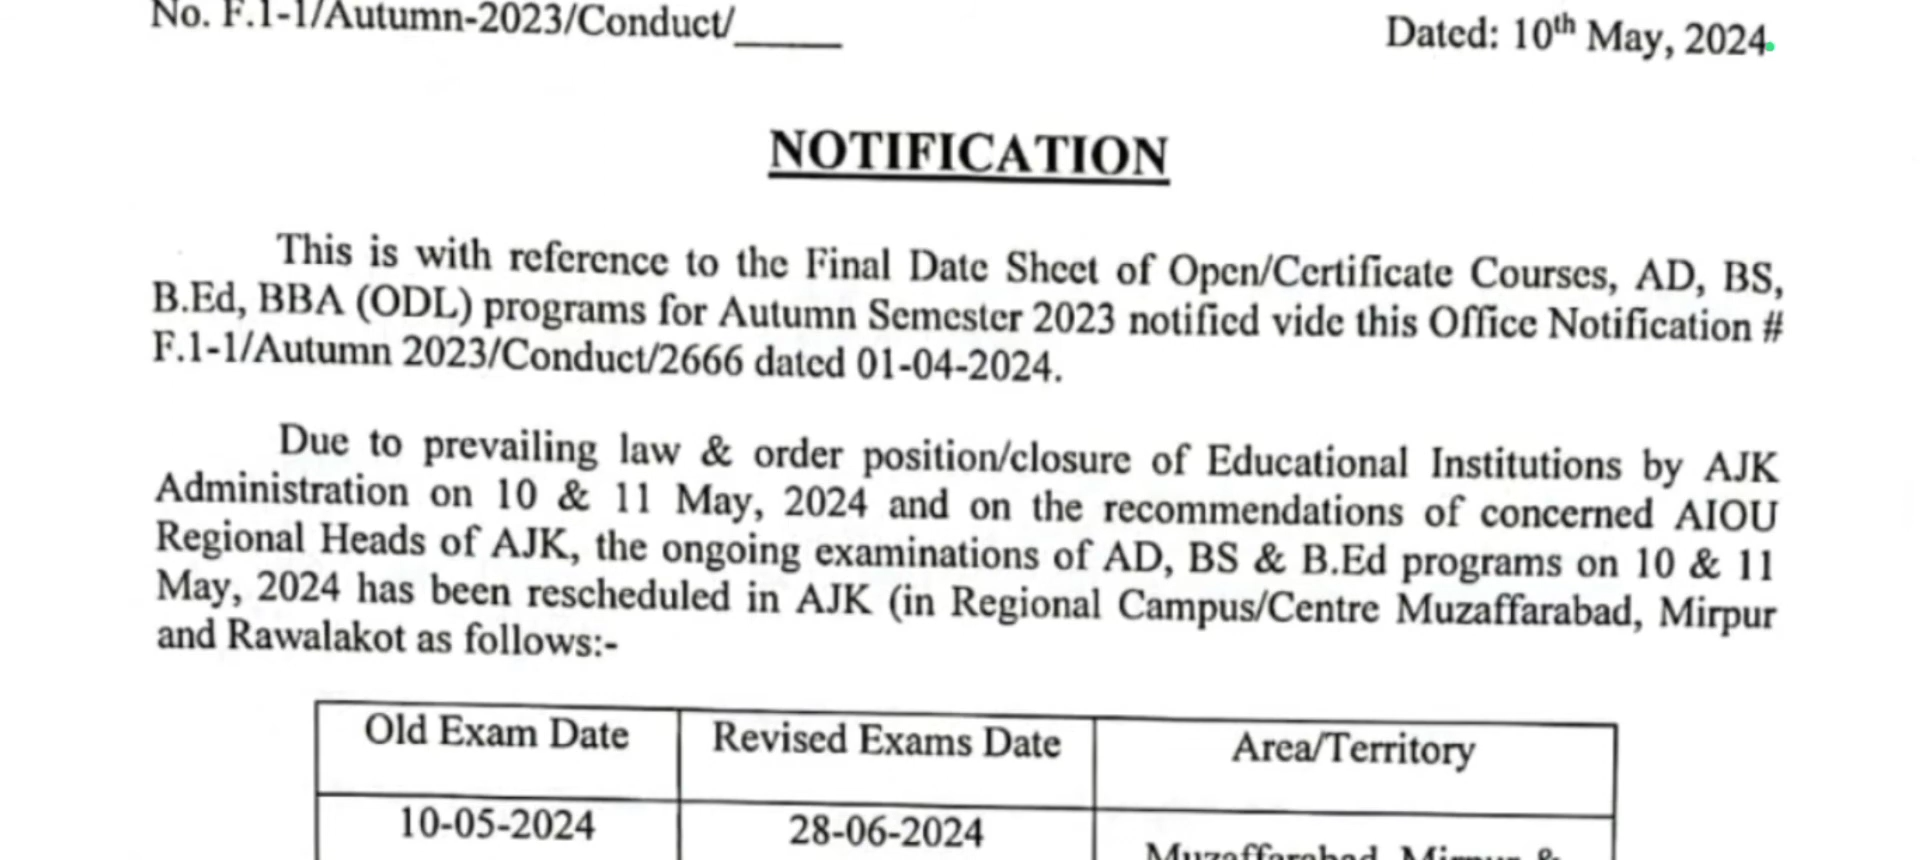 No. F.1-1/Autumn-2023/Conduct/_____
Dated: 10th May, 2024.
NOTIFICATION
This is with reference to the Final Date Sheet of Open/Certificate Courses, AD, BS,
B.Ed, BBA (ODL) programs for Autumn Semester 2023 notified vide this Office Notification #
F.1-1/Autumn 2023/Conduct/2666 dated 01-04-2024.
Due to prevailing law & order position/closure of Educational Institutions by AJK
Administration on 10 & 11 May, 2024 and on the recommendations of concerned AIOU
Regional Heads of AJK, the ongoing examinations of AD, BS & B.Ed programs on 10 & 11
May, 2024 has been rescheduled in AJK (in Regional Campus/Centre Muzaffarabad, Mirpur
and Rawalakot as follows:-
Old Exam Date
Revised Exams Date
Area/Territory
10-05-2024
28-06-2024
Muzaffarabad, Mirpur &